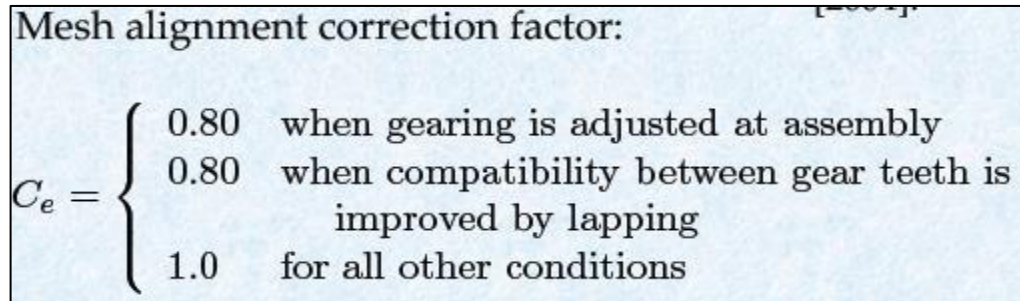 Mesh alignment correction factor:
0.80 when gearing is adjusted at assembly
0.80 when compatibility between gear teeth is
C_e =
improved by lapping
1.0 for all other conditions